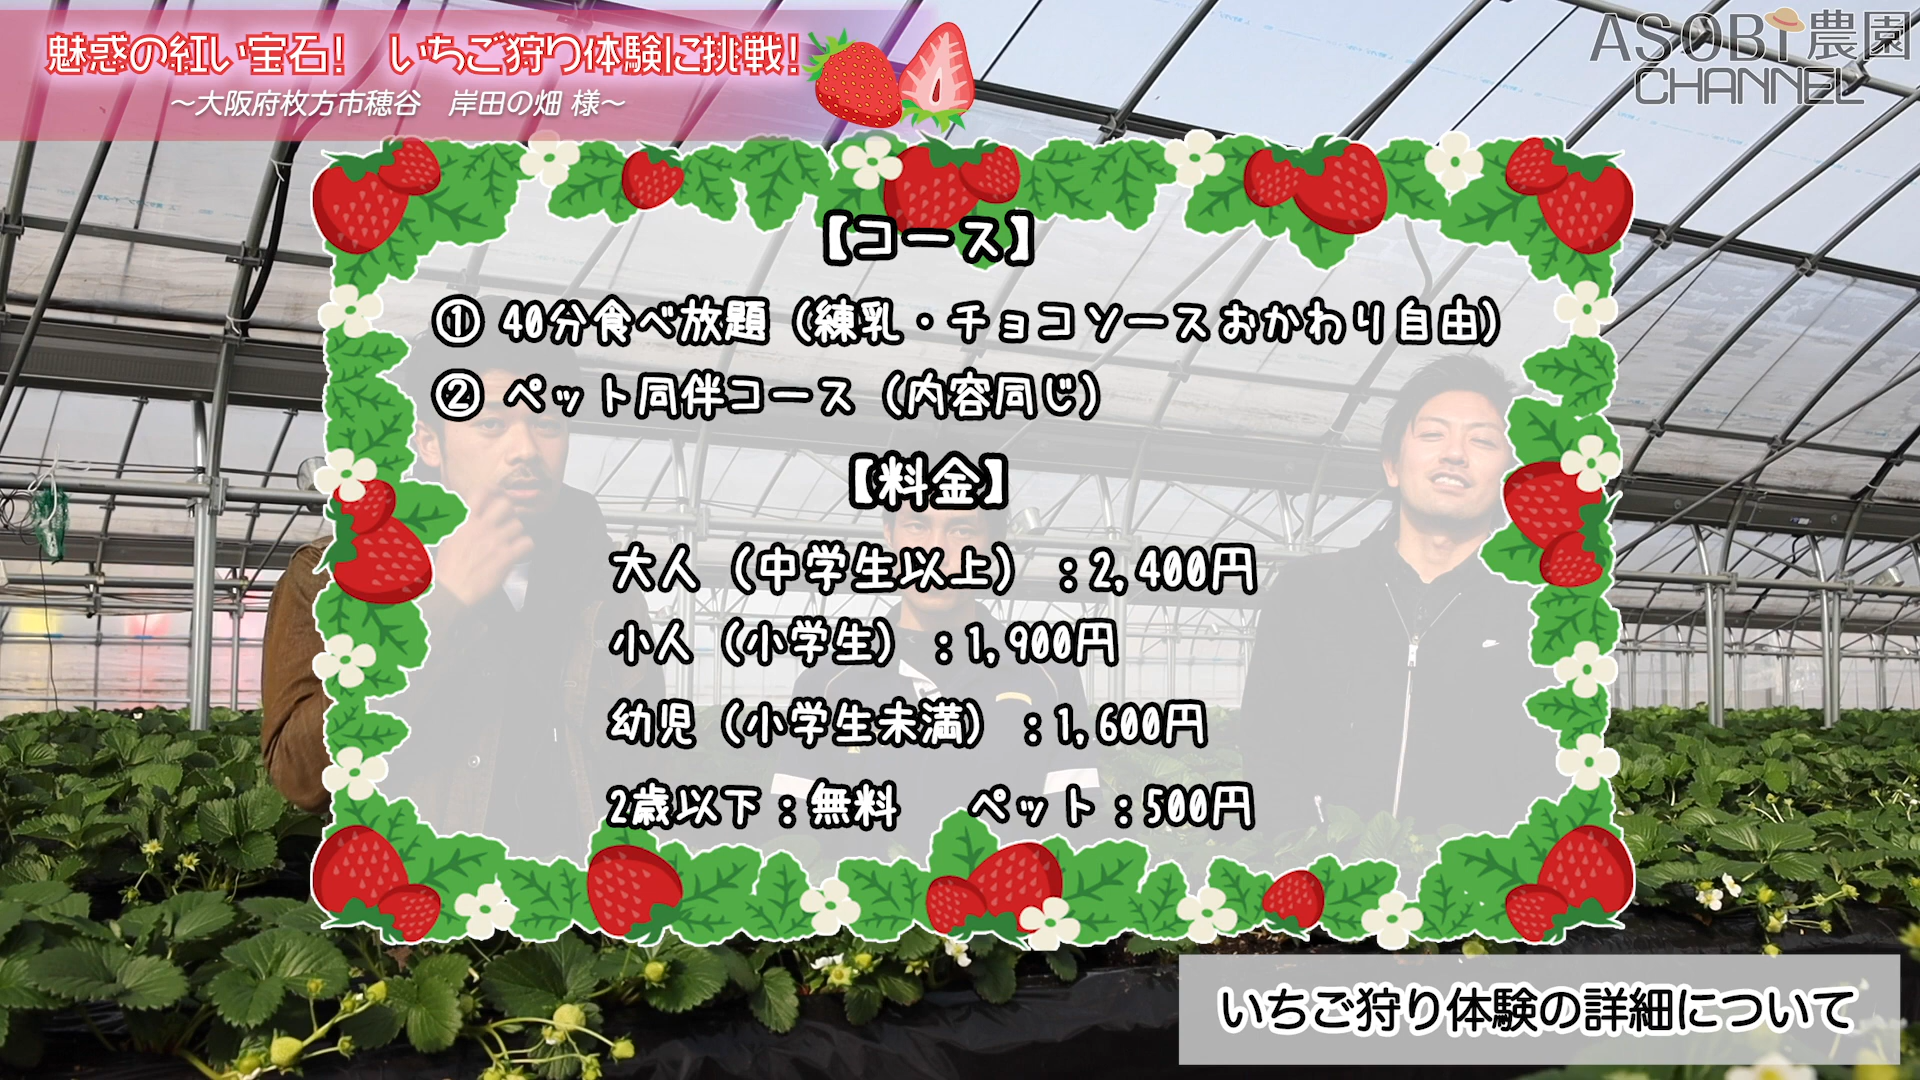 魅惑の紅い宝石！　いちご狩り体験に挑戦！
～大阪府枚方市穂谷　岸田の畑 様～
ASOBI農園
CHANNEL
【コース】
① 40分食べ放題（練乳・チョコソースおかわり自由）
② ペット同伴コース（内容同じ）
【料金】
大人（中学生以上）：2,400円
小人（小学生）：1,900円
幼児（小学生未満）：1,600円
2歳以下：無料　ペット：500円
いちご狩り体験の詳細について